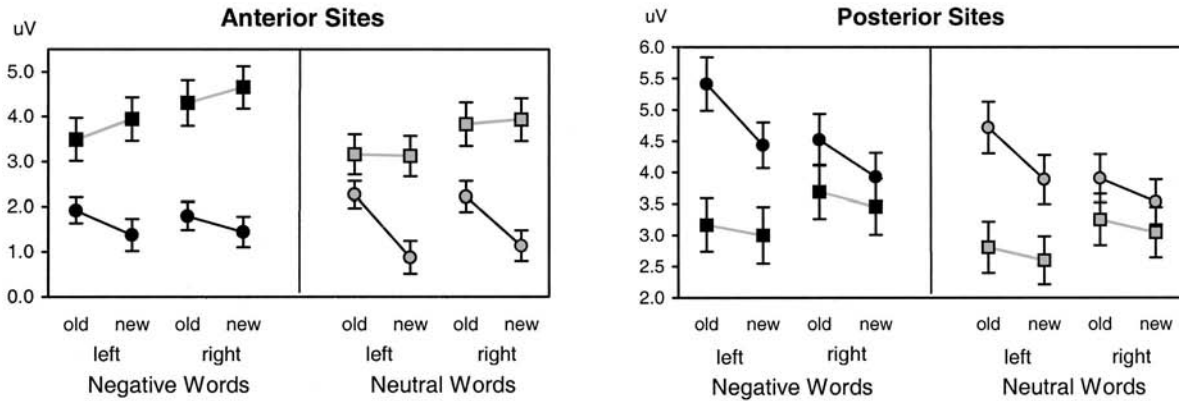 Anterior Sites
uV
5.0
4.0
3.0
2.0
1.0
0.0
old new old new old new old new
left right left right
Negative Words Neutral Words
Posterior Sites
uV
6.0
5.5
5.0
4.5
4.0
3.5
3.0
2.5
2.0
old new old new old new old new
left right left right
Negative Words Neutral Words